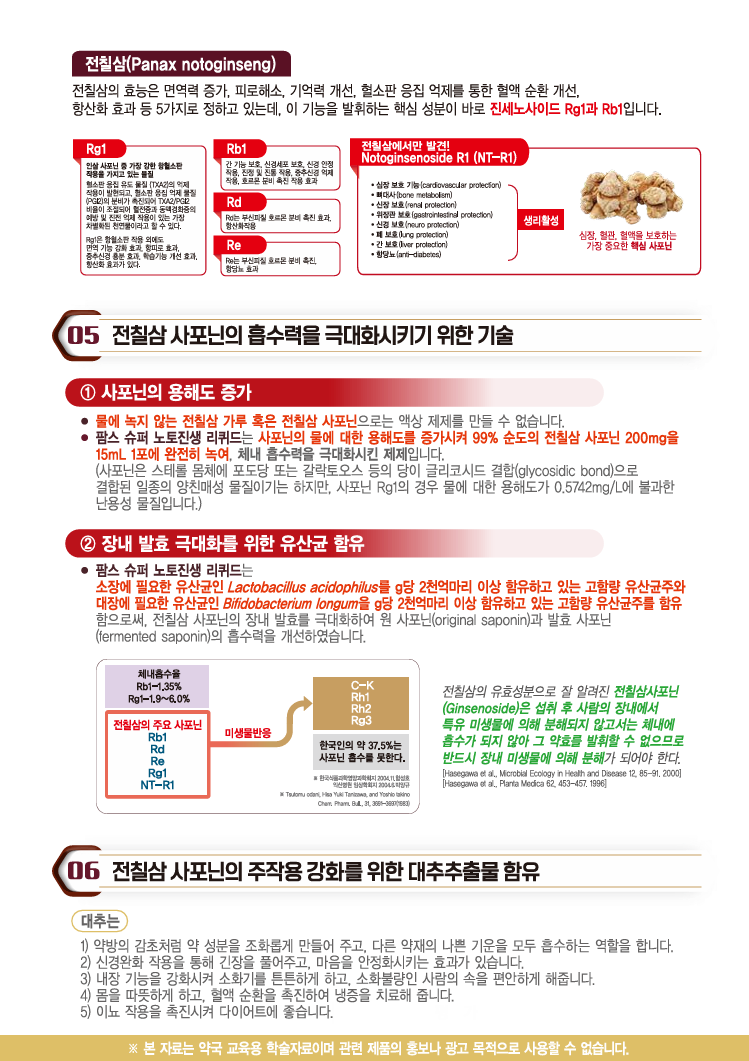 전칠삼(Panax notoginseng)
전칠삼의 효능은 면역력 증가, 피로해소, 기억력 개선, 혈소판 응집 억제를 통한 혈액 순환 개선,
항산화 효과 등 5가지로 정하고 있는데, 이 기능을 발휘하는 핵심 성분이 바로 진세노사이드 Rg1과 Rb1입니다.
Rg1
인삼 사포닌 중 가장 강한 항혈소판
작용을 가지고 있는 물질
혈소판 응집 유도 물질 (TXA2)의 억제
작용이 발현되고, 혈소판 응집 억제 물질
(PGI2)의 분비가 촉진되어 TXA2/PGI2
비율이 조절되어 혈전증과 동맥경화증의
예방 및 진전 억제 작용이 있는 가장
차별화된 천연물이라고 할 수 있다.
Rg1은 항혈소판 작용 외에도
면역 기능 강화 효과, 항피로 효과,
중추신경 흥분 효과, 학습기능 개선 효과,
항산화 효과가 있다.
Rb1
간 기능 보호, 신경세포 보호, 신경 안정
작용, 진정 및 진통 작용, 중추신경 억제
작용, 호르몬 분비 촉진 작용 효과
Rd
Rd는 부신피질 호르몬 분비 촉진 효과,
항산화작용
Re
Re는 부신피질 호르몬 분비 촉진,
항당뇨 효과
전칠삼에서만 발견!
Notoginsenoside R1 (NT-R1)
• 심장 보호 기능(cardiovascular protection)
• 뼈대사(bone metabolism)
• 신장 보호(renal protection)
• 위장관 보호(gastrointestinal protection)
• 신경 보호(neuro protection)
• 폐 보호(lung protection)
• 간 보호(liver protection)
• 항당뇨(anti-diabetes)
생리활성
심장, 혈관, 혈액을 보호하는
가장 중요한 핵심 사포닌
05 전칠삼 사포닌의 흡수력을 극대화시키기 위한 기술
① 사포닌의 용해도 증가
● 물에 녹지 않는 전칠삼 가루 혹은 전칠삼 사포닌으로는 액상 제제를 만들 수 없습니다.
● 팜스 슈퍼 노토진생 리퀴드는 사포닌의 물에 대한 용해도를 증가시켜 99% 순도의 전칠삼 사포닌 200mg을
15mL 1포에 완전히 녹여, 체내 흡수력을 극대화시킨 제제입니다.
(사포닌은 스테롤 몸체에 포도당 또는 갈락토오스 등의 당이 글리코시드 결합(glycosidic bond)으로
결합된 일종의 양친매성 물질이기는 하지만, 사포닌 Rg1의 경우 물에 대한 용해도가 0.5742mg/L에 불과한
난용성 물질입니다.)
② 장내 발효 극대화를 위한 유산균 함유
● 팜스 슈퍼 노토진생 리퀴드는
소장에 필요한 유산균인 Lactobacillus acidophilus를 g당 2천억마리 이상 함유하고 있는 고함량 유산균주와
대장에 필요한 유산균인 Bifidobacterium longum을 g당 2천억마리 이상 함유하고 있는 고함량 유산균주를 함유
함으로써, 전칠삼 사포닌의 장내 발효를 극대화하여 원 사포닌(original saponin)과 발효 사포닌
(fermented saponin)의 흡수력을 개선하였습니다.
체내흡수율
Rb1-1.35%
Rg1-1.9~6.0%
전칠삼의 주요 사포닌
Rb1
Rd
Re
Rg1
NT-R1
미생물반응
C-K
Rh1
Rh2
Rg3
한국인의 약 37.5%는
사포닌 흡수를 못한다.
※ 한국식품과학영양과학회지 2004.11.함성호
익산병원 임상학회지 2004.6.최양규
※ Tsutomu odani, Hisa Yuki Tanizawa, and Yoshio Iakino
Cham. Pharm. Bull., 31, 3691-3697(1983)
전칠삼의 유효성분으로 잘 알려진 전칠삼사포닌
(Ginsenoside)은 섭취 후 사람의 장내에서
특유 미생물에 의해 분해되지 않고서는 체내에
흡수가 되지 않아 그 약효를 발휘할 수 없으므로
반드시 장내 미생물에 의해 분해가 되어야 한다.
[Hasegawa et al., Microbial Ecology in Health and Disease 12, 85-91, 2000]
[Hasegawa et al., Planta Medica 62, 453-457, 1996]
06 전칠삼 사포닌의 주작용 강화를 위한 대추추출물 함유
대추는
1) 약방의 감초처럼 약 성분을 조화롭게 만들어 주고, 다른 약재의 나쁜 기운을 모두 흡수하는 역할을 합니다.
2) 신경완화 작용을 통해 긴장을 풀어주고, 마음을 안정화시키는 효과가 있습니다.
3) 내장 기능을 강화시켜 소화기를 튼튼하게 하고, 소화불량인 사람의 속을 편안하게 해줍니다.
4) 몸을 따뜻하게 하고, 혈액 순환을 촉진하여 냉증을 치료해 줍니다.
5) 이뇨 작용을 촉진시켜 다이어트에 좋습니다.
※ 본 자료는 약국 교육용 학술자료이며 관련 제품의 홍보나 광고 목적으로 사용할 수 없습니다.